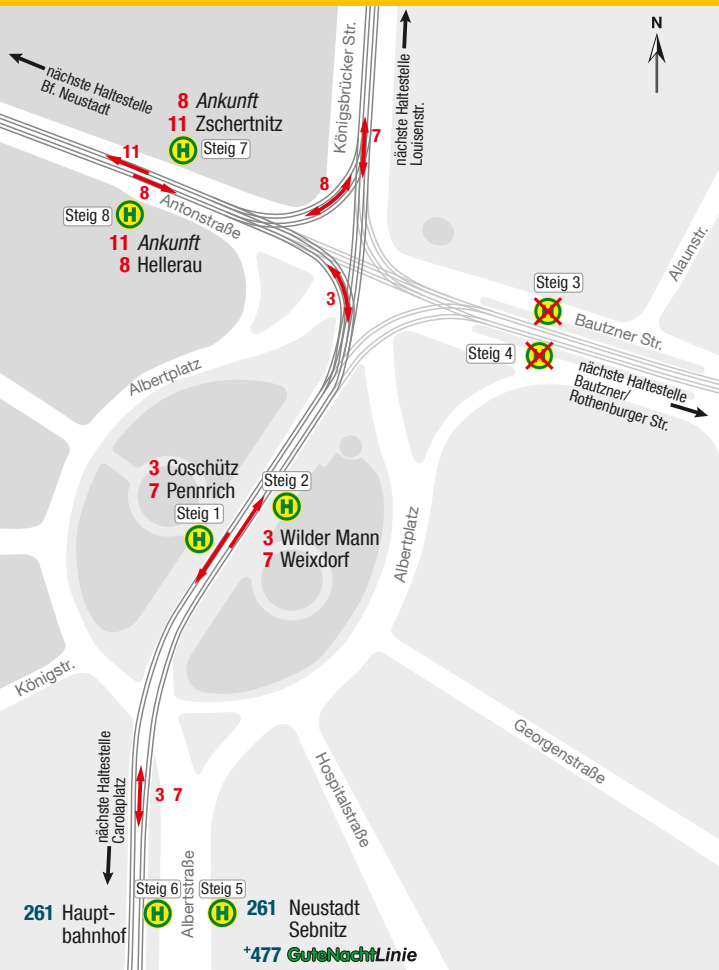 N
nächste Haltestelle
Bf. Neustadt
8 Ankunft
11 Zschertnitz
H Steig 7
Königsbrücker Str.
nächste Haltestelle
Louisenstr.
7
11
8
8
Steig 8 H
Antonstraße
11 Ankunft
8 Hellerau
3
Alaunstr.
Steig 3
H
Bautzner Str.
Steig 4 H
nächste Haltestelle
Bautzner/
Rothenburger Str.
Albertplatz
3 Coschütz
7 Pennrich
Steig 1
H
Steig 2
H
3 Wilder Mann
7 Weixdorf
Albertplatz
Königstr.
Georgenstraße
Hospitalstraße
nächste Haltestelle
Carolaplatz
3 7
Albertstraße
Steig 6
H
261 Haupt-
bahnhof
Steig 5
H
261 Neustadt
Sebnitz
+477 GuteNachtLinie